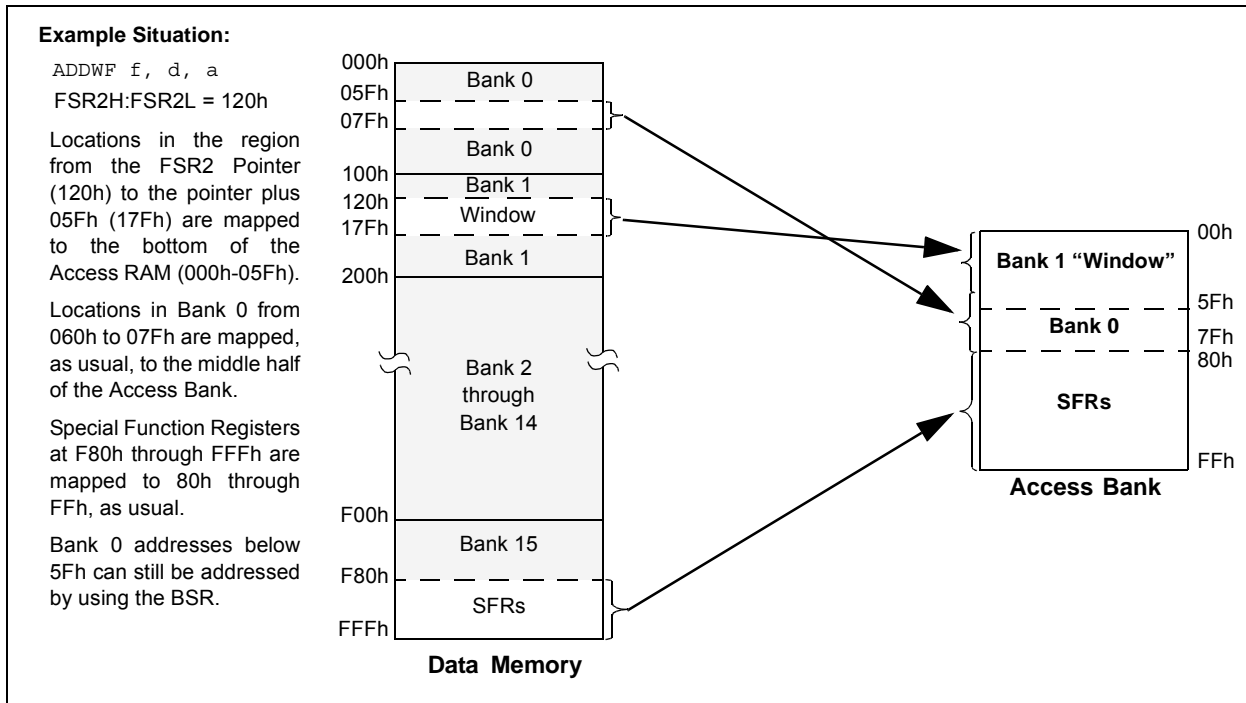 Example Situation:
ADDWF f, d, a
FSR2H:FSR2L = 120h
Locations in the region
from the FSR2 Pointer
(120h) to the pointer plus
05Fh (17Fh) are mapped
to the bottom of the
Access RAM (000h-05Fh).
Locations in Bank 0 from
060h to 07Fh are mapped,
as usual, to the middle half
of the Access Bank.
Special Function Registers
at F80h through FFFh are
mapped to 80h through
FFh, as usual.
Bank 0 addresses below
5Fh can still be addressed
by using the BSR.
000h
05Fh
07Fh
100h
120h
17Fh
200h
F00h
F80h
FFFh
Bank 0
Bank 0
Bank 1
Window
Bank 1
Bank 2
through
Bank 14
Bank 15
SFRs
Data Memory
Bank 1 “Window”
Bank 0
SFRs
00h
5Fh
7Fh
80h
FFh
Access Bank